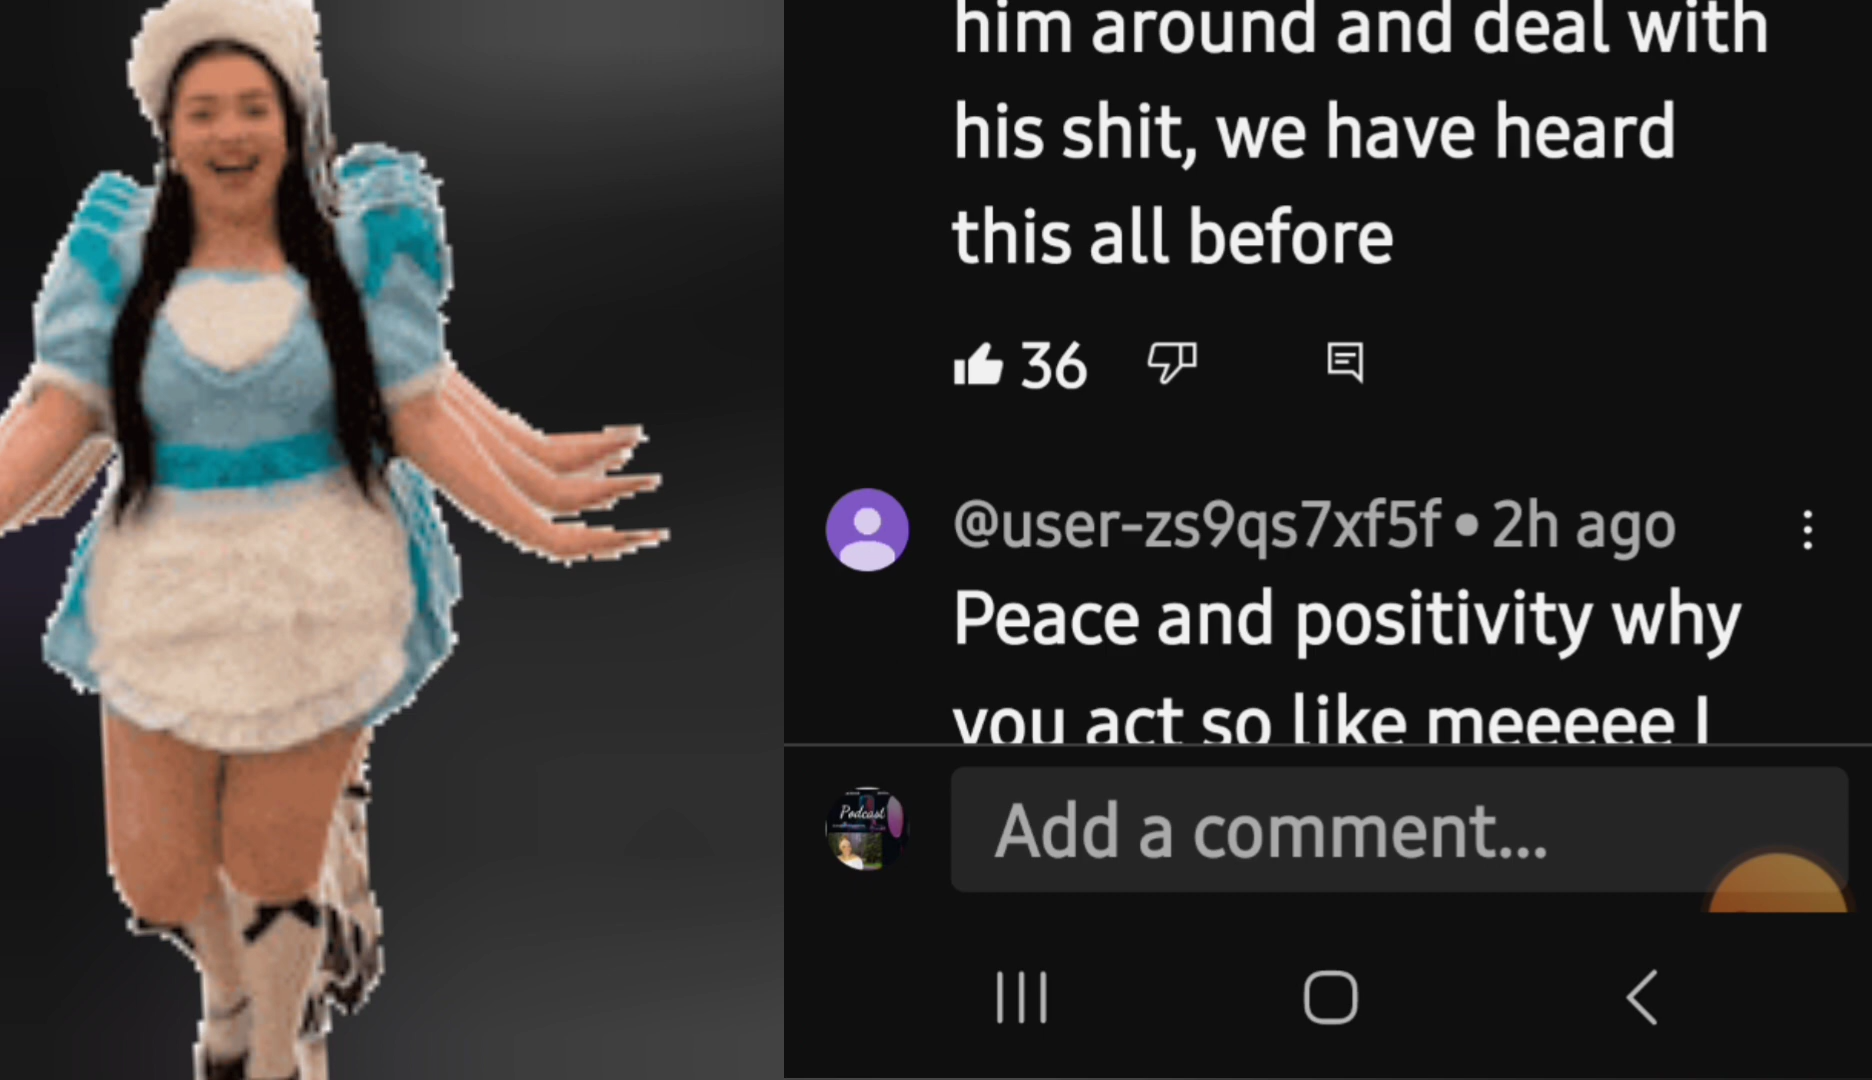 him around and deal with
his shit, we have heard
this all before
36
@user-zs9qs7xf5f • 2h ago
Peace and positivity why
you act so like meeeee I
Podcast
Add a comment...